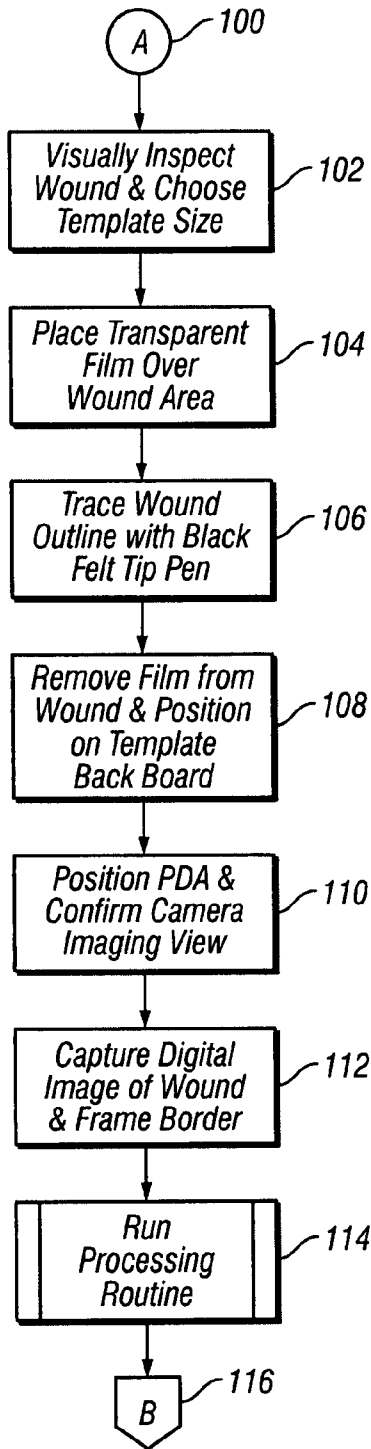 A
100
Visually Inspect
Wound & Choose
Template Size
102
Place Transparent
Film Over
Wound Area
104
Trace Wound
Outline with Black
Felt Tip Pen
106
Remove Film from
Wound & Position
on Template
Back Board
108
Position PDA &
Confirm Camera
Imaging View
110
Capture Digital
Image of Wound
& Frame Border
112
Run
Processing
Routine
114
B
116